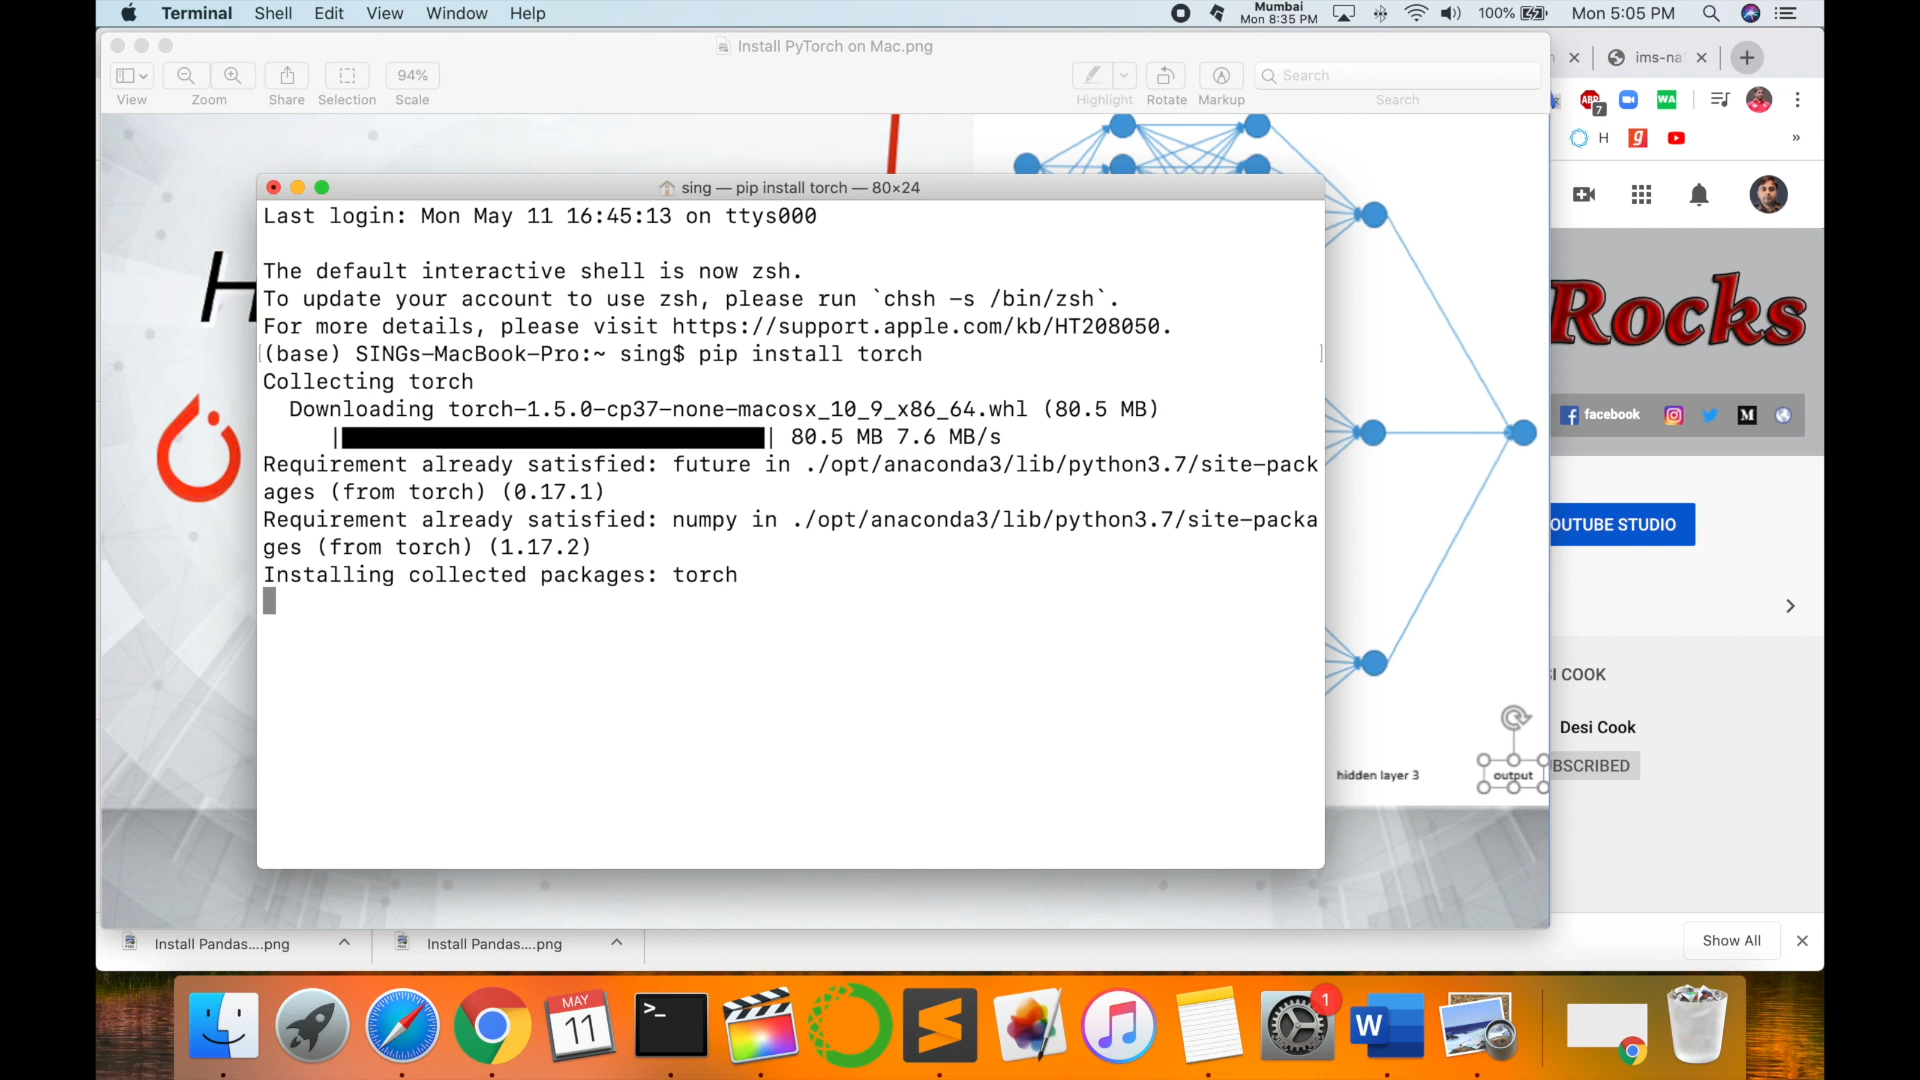 Terminal Shell Edit View Window Help
Mumbai
Mon 8:35 PM
100%
Mon 5:05 PM
Install PyTorch on Mac.png
ims-na
94%
Search
View Zoom Share Selection Scale
Highlight Rotate Markup Search
ABP
7
WA
H
g
sing — pip install torch — 80×24
Last login: Mon May 11 16:45:13 on ttys000
The default interactive shell is now zsh.
To update your account to use zsh, please run `chsh -s /bin/zsh`.
For more details, please visit https://support.apple.com/kb/HT208050.
(base) SINGs-MacBook-Pro:~ sing$ pip install torch
Collecting torch
Downloading torch-1.5.0-cp37-none-macosx_10_9_x86_64.whl (80.5 MB)
|████████████████████████████████| 80.5 MB 7.6 MB/s
Requirement already satisfied: future in ./opt/anaconda3/lib/python3.7/site-pack
ages (from torch) (0.17.1)
Requirement already satisfied: numpy in ./opt/anaconda3/lib/python3.7/site-packa
ges (from torch) (1.17.2)
Installing collected packages: torch
H
Rocks
facebook
M
OUTUBE STUDIO
I COOK
Desi Cook
BSCRIBED
hidden layer 3
output
Install Pandas....png
Install Pandas....png
Show All
MAY
11
>_
1
W